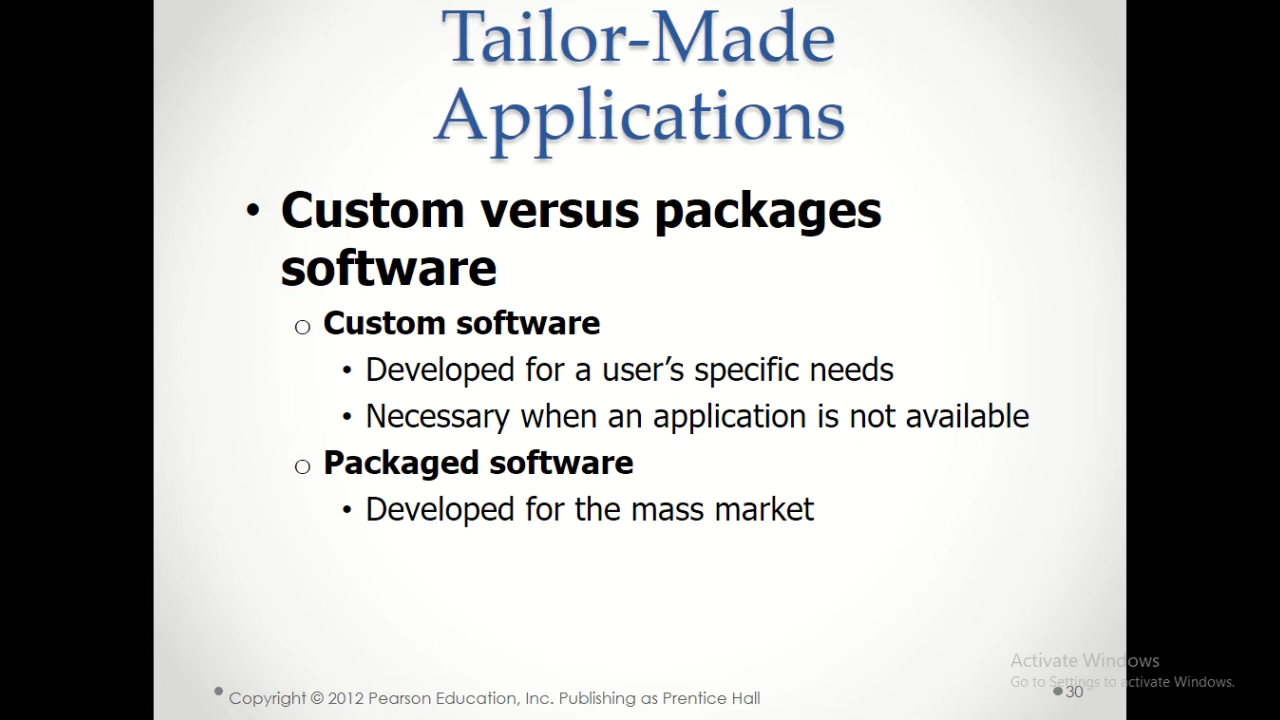 Tailor-Made
Applications
• Custom versus packages
software
o Custom software
• Developed for a user's specific needs
• Necessary when an application is not available
o Packaged software
• Developed for the mass market
Activate Windows
Go to Settings to activate Windows.
• Copyright © 2012 Pearson Education, Inc. Publishing as Prentice Hall
• 30